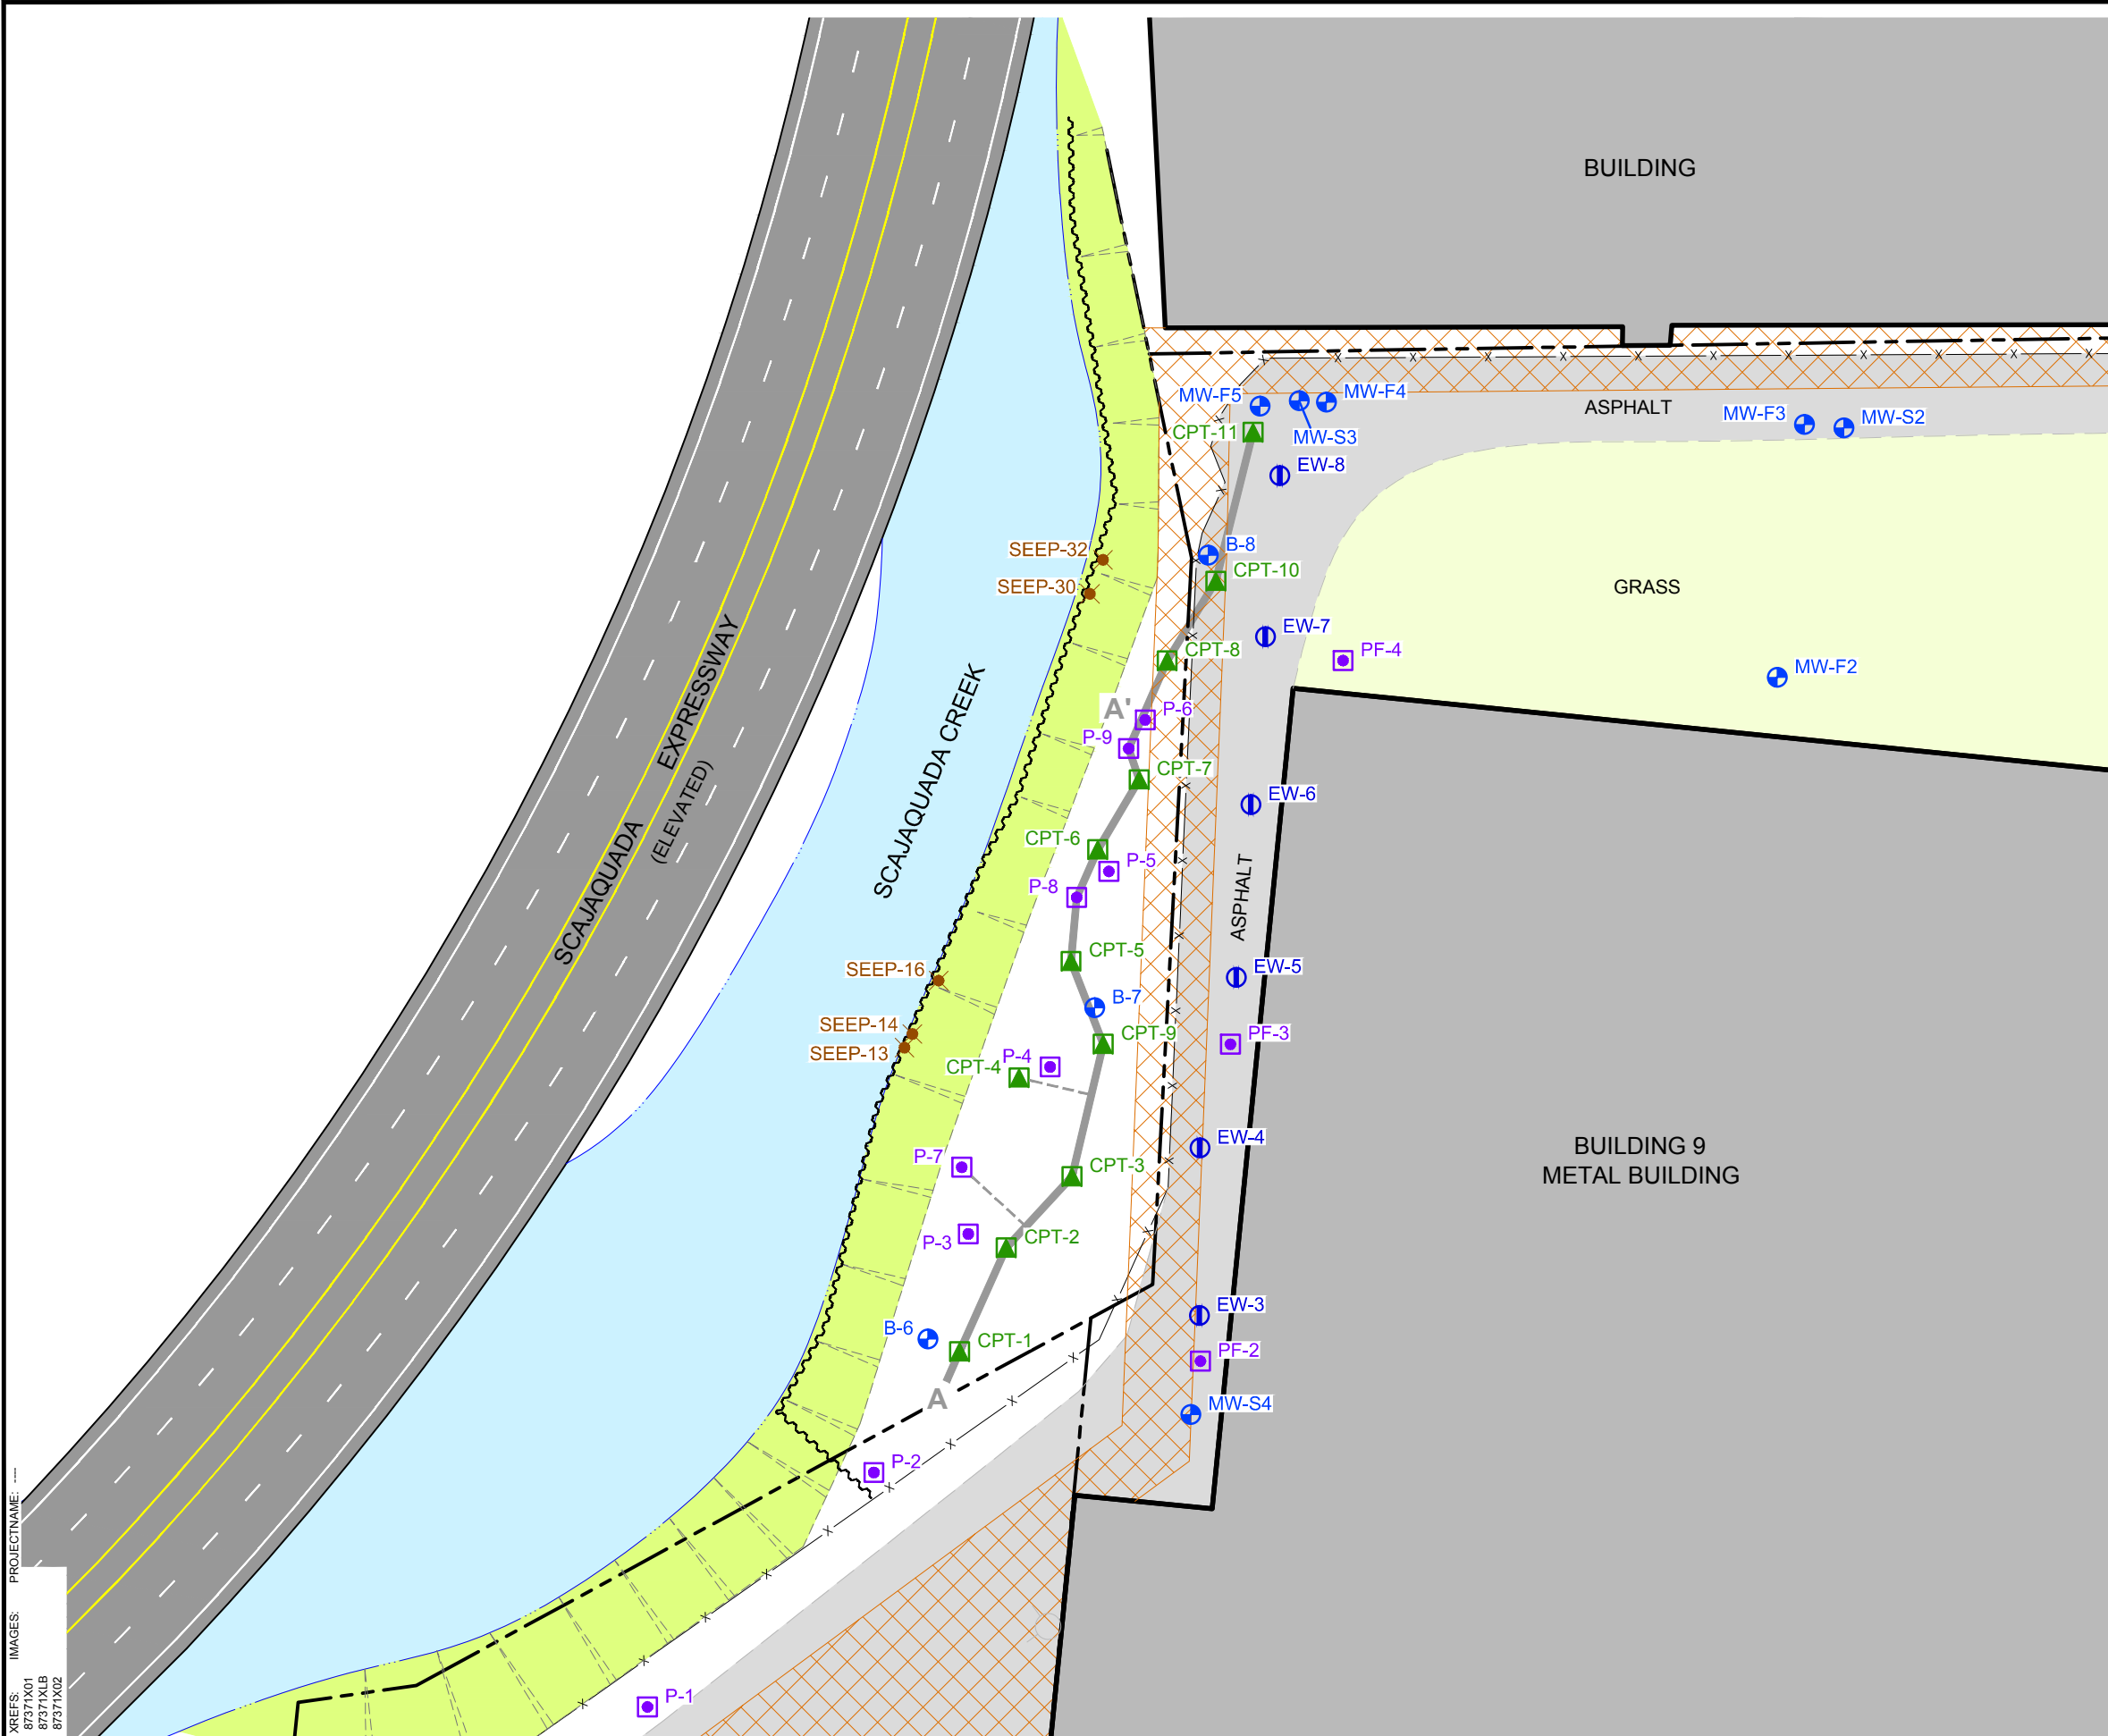 BUILDING
MW-F5
MW-F4
ASPHALT
MW-F3
MW-S2
CPT-11
MW-S3
EW-8
SEEP-32
B-8
CPT-10
SEEP-30
GRASS
EW-7
CPT-8
PF-4
MW-F2
SCAJAQUADA EXPRESSWAY
(ELEVATED)
SCAJAQUADA CREEK
A'
P-6
P-9
CPT-7
EW-6
CPT-6
P-5
P-8
ASPHALT
CPT-5
SEEP-16
EW-5
B-7
SEEP-14
CPT-9
PF-3
SEEP-13
P-4
CPT-4
EW-4
BUILDING 9
METAL BUILDING
P-7
CPT-3
P-3
CPT-2
EW-3
B-6
CPT-1
PF-2
A
MW-S4
P-2
P-1
XREFS:
IMAGES:
PROJECTNAME: ----
87371X01
87371XLB
87371X02